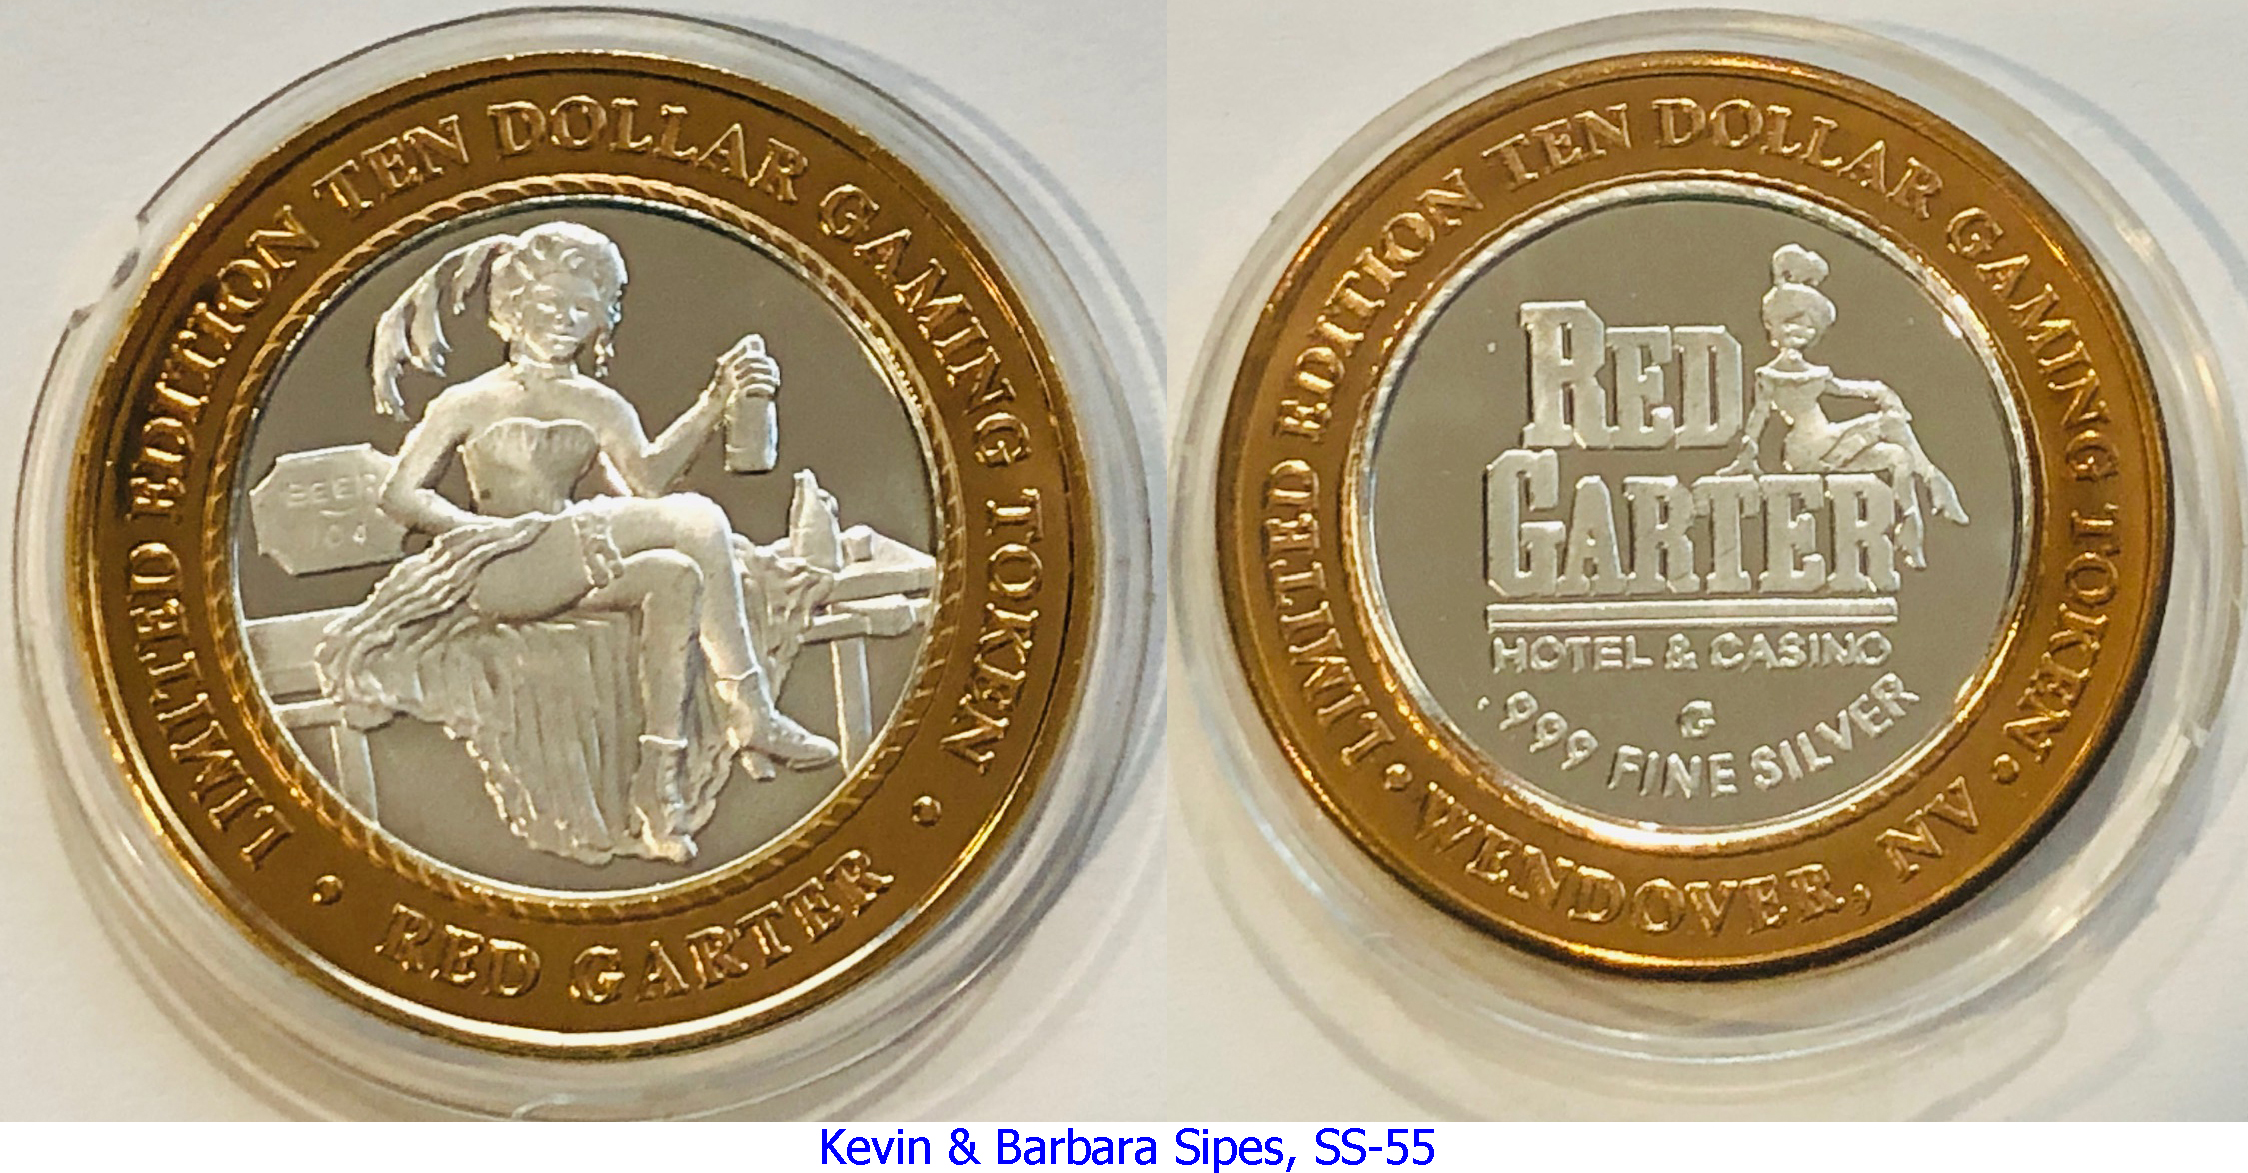 LIMITED EDITION TEN DOLLAR GAMING TOKEN
BEER
10¢
• RED GARTER •
LIMITED EDITION TEN DOLLAR GAMING TOKEN
RED
GARTER
HOTEL & CASINO
G
.999 FINE SILVER
• WENDOVER, NV •
Kevin & Barbara Sipes, SS-55